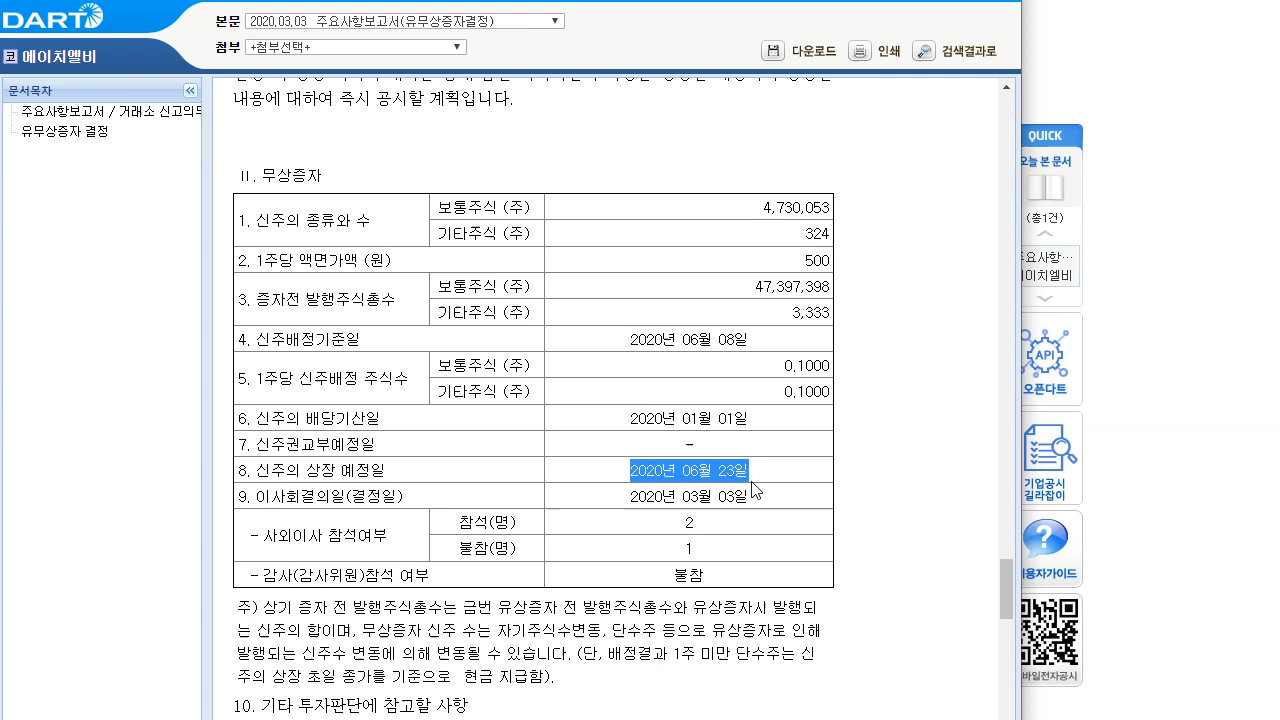 DART
본문 2020.03.03 주요사항보고서(유무상증자결정)
첨부 +첨부선택+
다운로드 인쇄 검색결과로
코 에이치엘비
문서목차
주요사항보고서 / 거래소 신고의무
유무상증자 결정
내용에 대하여 즉시 공시할 계획입니다.
II. 무상증자
1. 신주의 종류와 수 보통주식 (주) 4,730,053
기타주식 (주) 324
2. 1주당 액면가액 (원) 500
3. 증자전 발행주식총수 보통주식 (주) 47,397,398
기타주식 (주) 3,333
4. 신주배정기준일 2020년 06월 08일
5. 1주당 신주배정 주식수 보통주식 (주) 0.1000
기타주식 (주) 0.1000
6. 신주의 배당기산일 2020년 01월 01일
7. 신주권교부예정일 -
8. 신주의 상장 예정일 2020년 06월 23일
9. 이사회결의일(결정일) 2020년 03월 03일
- 사외이사 참석여부 참석(명) 2
불참(명) 1
- 감사(감사위원)참석 여부 불참
주) 상기 증자 전 발행주식총수는 금번 유상증자 전 발행주식총수와 유상증자시 발행되
는 신주의 합이며, 무상증자 신주 수는 자기주식수변동, 단수주 등으로 유상증자로 인해
발행되는 신주수 변동에 의해 변동될 수 있습니다. (단, 배정결과 1주 미만 단수주는 신
주의 상장 초일 종가를 기준으로 현금 지급함).
10. 기타 투자판단에 참고할 사항
QUICK
오늘 본 문서
(총1건)
주요사항…
에이치엘비
API
오픈다트
기업공시
길라잡이
?
이용자가이드
모바일전자공시